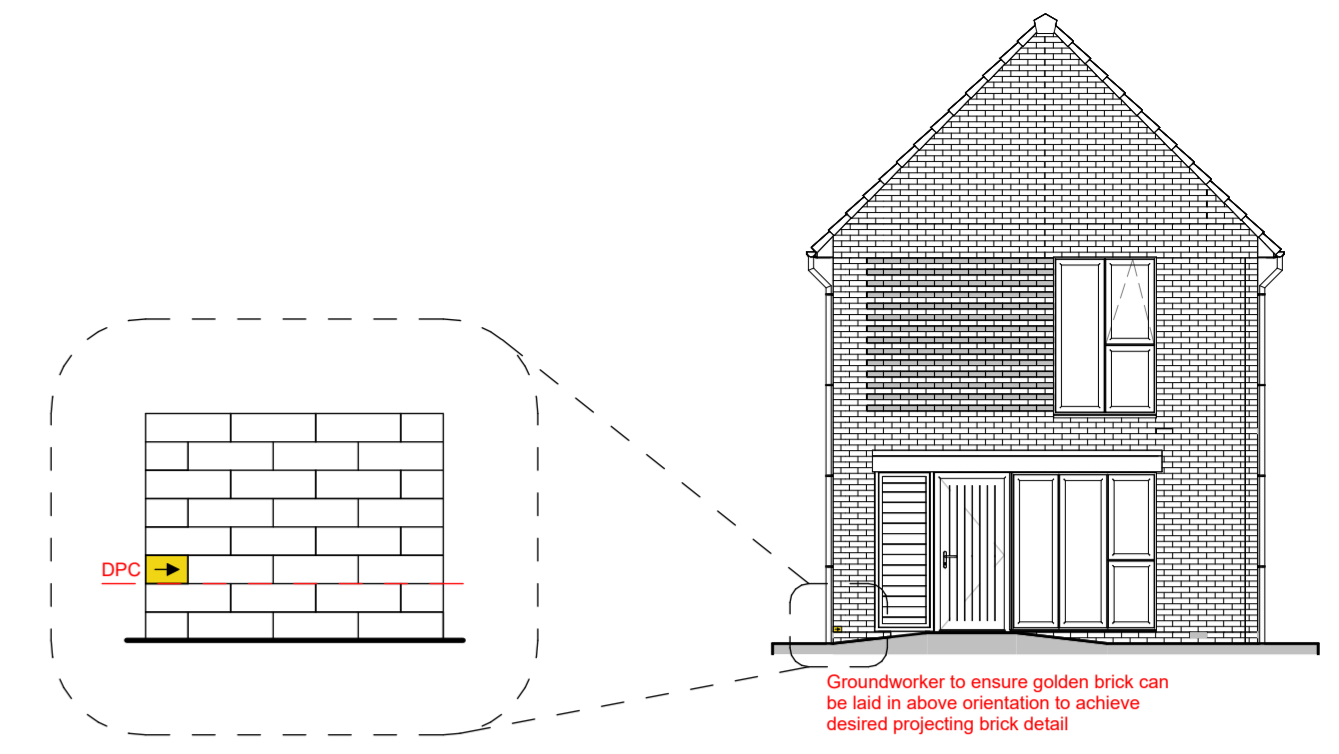 DPC
Groundworker to ensure golden brick can
be laid in above orientation to achieve
desired projecting brick detail